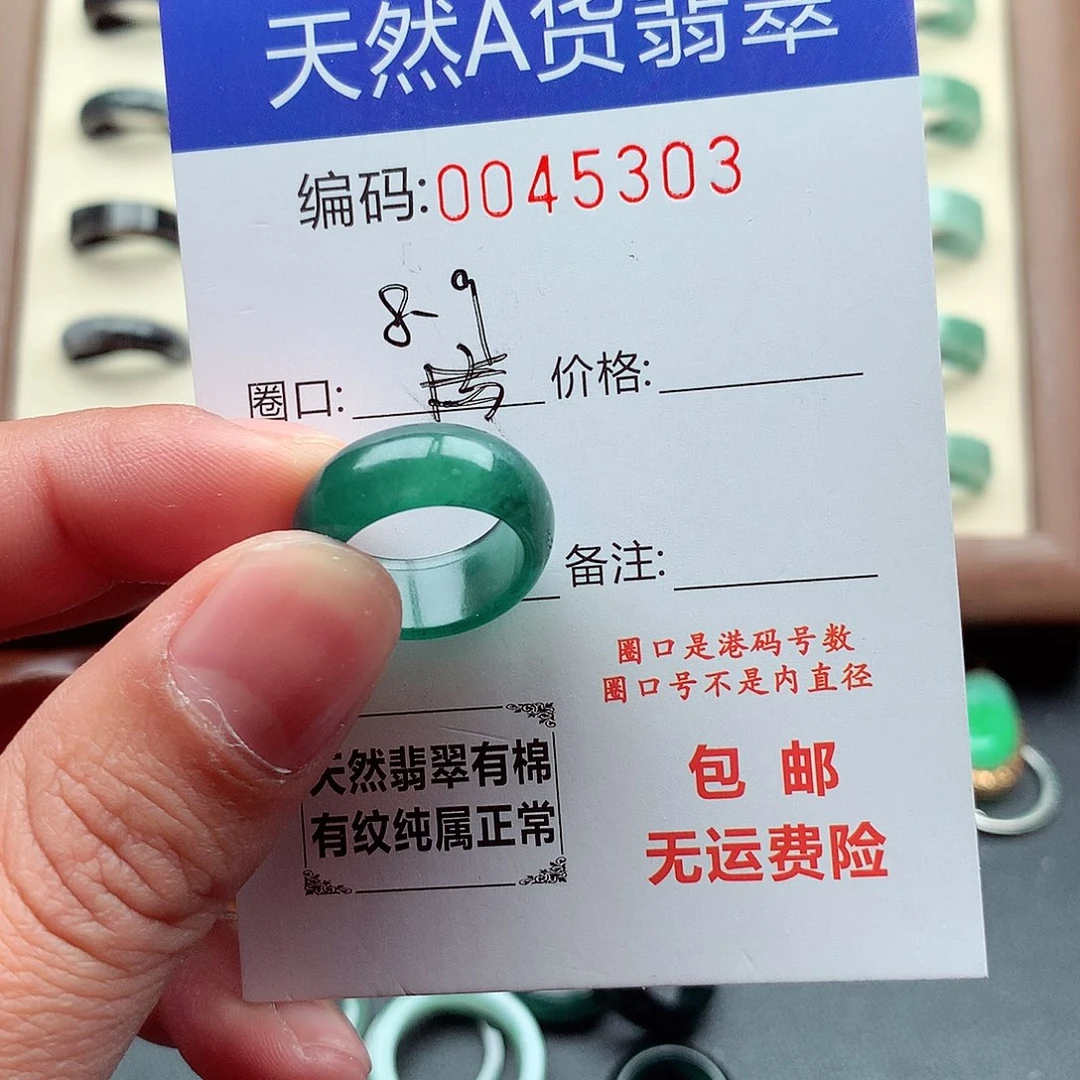 天然A货翡翠
编码:0045303
8-9号
圈口: 价格:
备注:
圈口是港码号数
圈口号不是内直径
天然翡翠有棉
有纹纯属正常
包 邮
无运费险